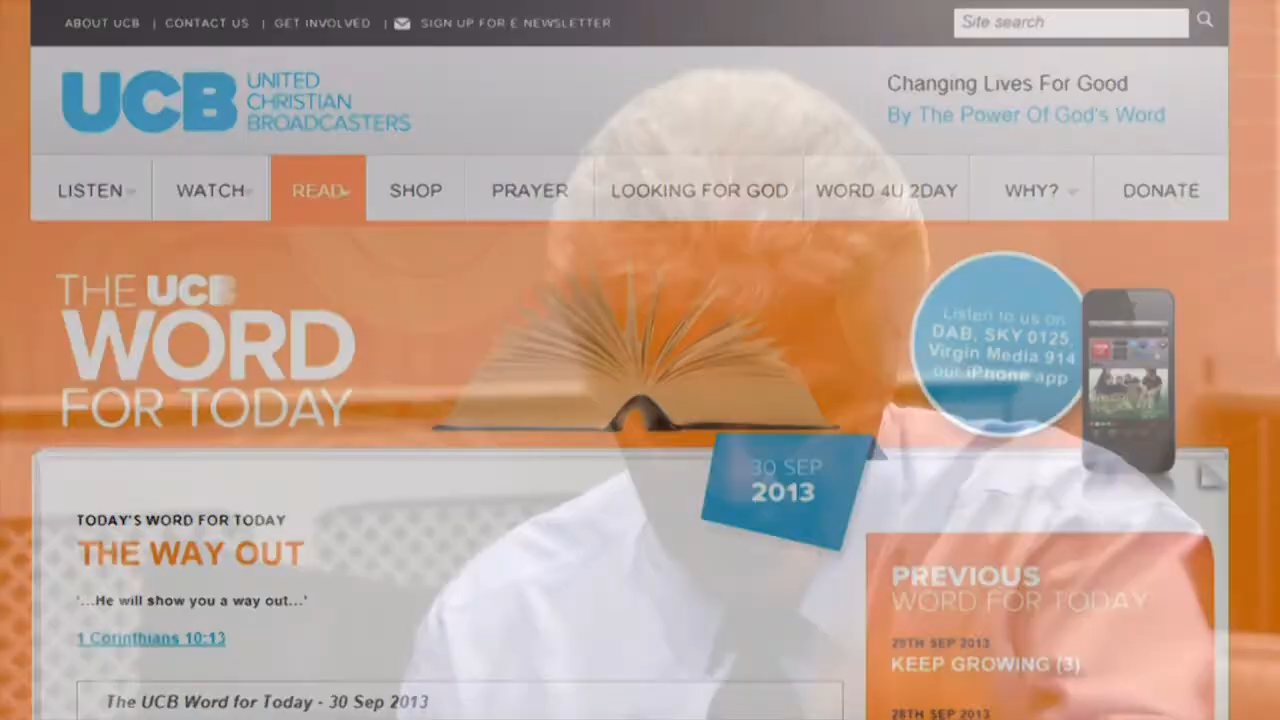 ABOUT UCB | CONTACT US | GET INVOLVED | SIGN UP FOR E NEWSLETTER
Site search
UCB UNITED
CHRISTIAN
BROADCASTERS
Changing Lives For Good
By The Power Of God's Word
LISTEN WATCH READ SHOP PRAYER LOOKING FOR GOD WORD 4U 2DAY WHY? DONATE
THE UCB
WORD
FOR TODAY
Listen to us on
DAB, SKY 0125,
Virgin Media 914
our iPhone app
30 SEP
2013
TODAY'S WORD FOR TODAY
THE WAY OUT
'...He will show you a way out...'
1 Corinthians 10:13
The UCB Word for Today - 30 Sep 2013
PREVIOUS
WORD FOR TODAY
29TH SEP 2013
KEEP GROWING (3)
28TH SEP 2013